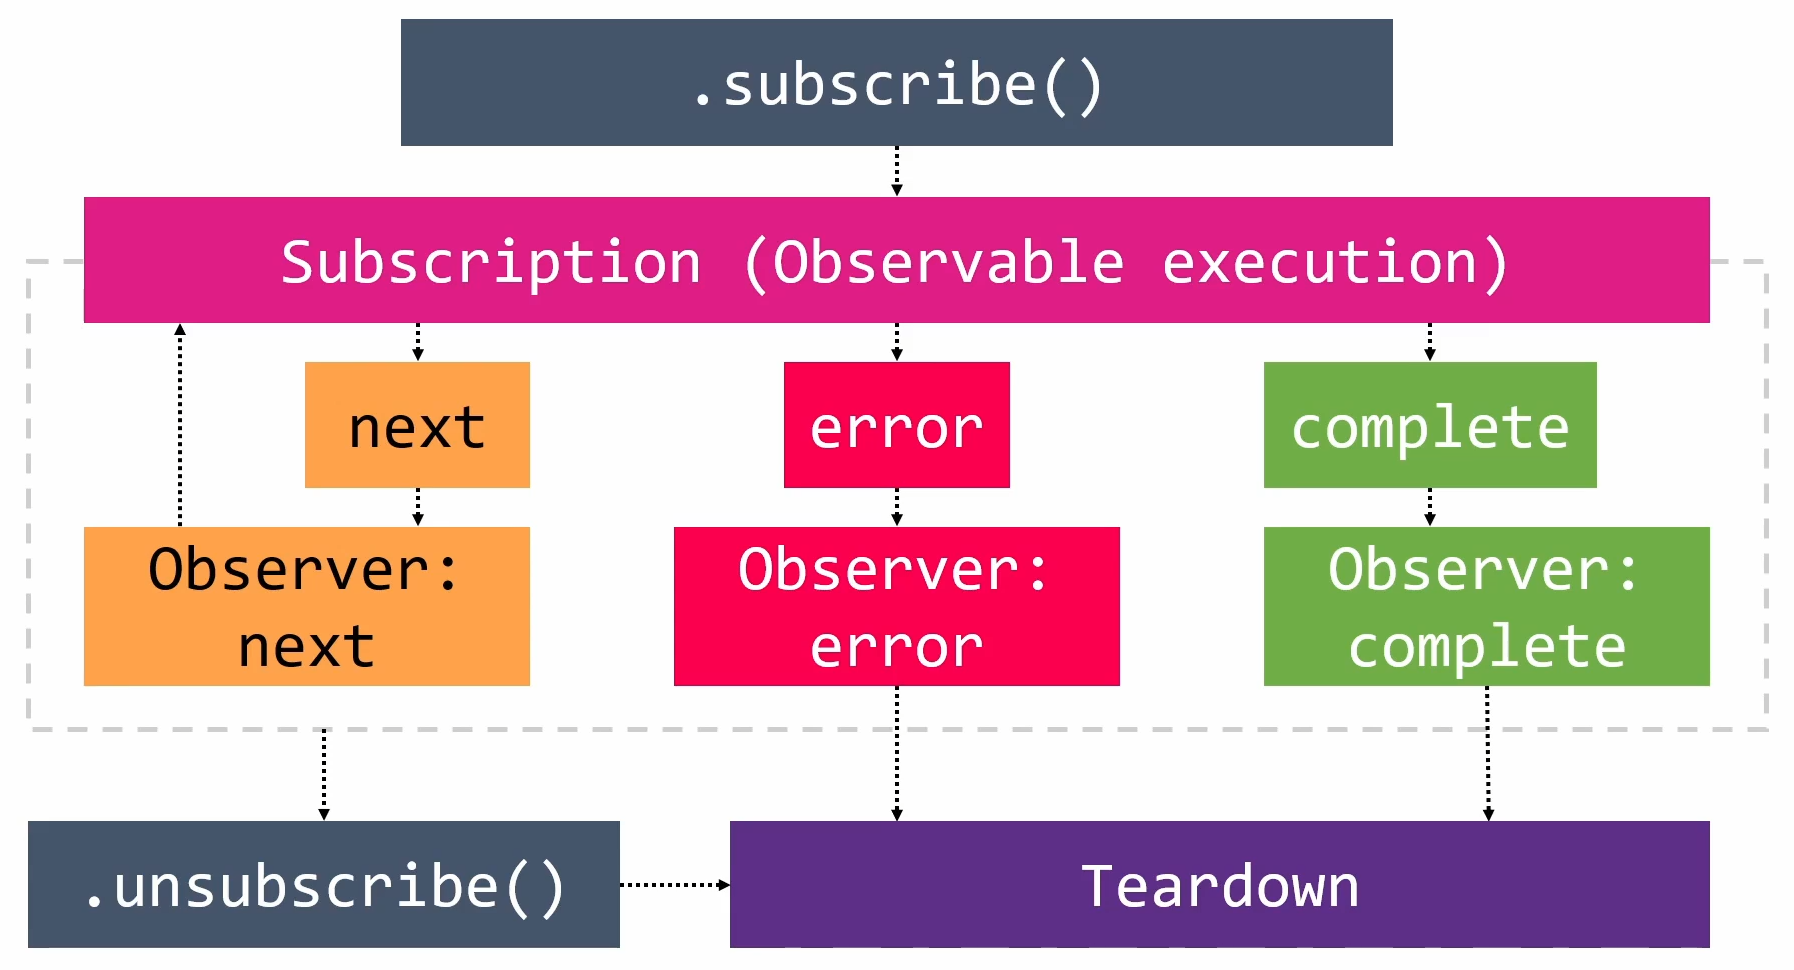 .subscribe()
Subscription (Observable execution)
next
error
complete
Observer:
next
Observer:
error
Observer:
complete
.unsubscribe()
Teardown